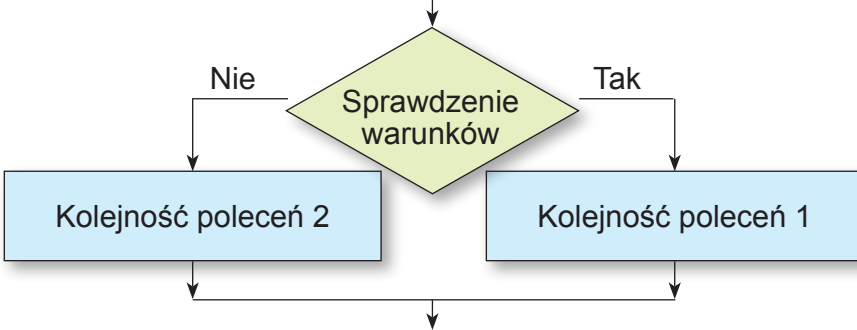 Nie
Tak
Sprawdzenie
warunków
Kolejność poleceń 2
Kolejność poleceń 1